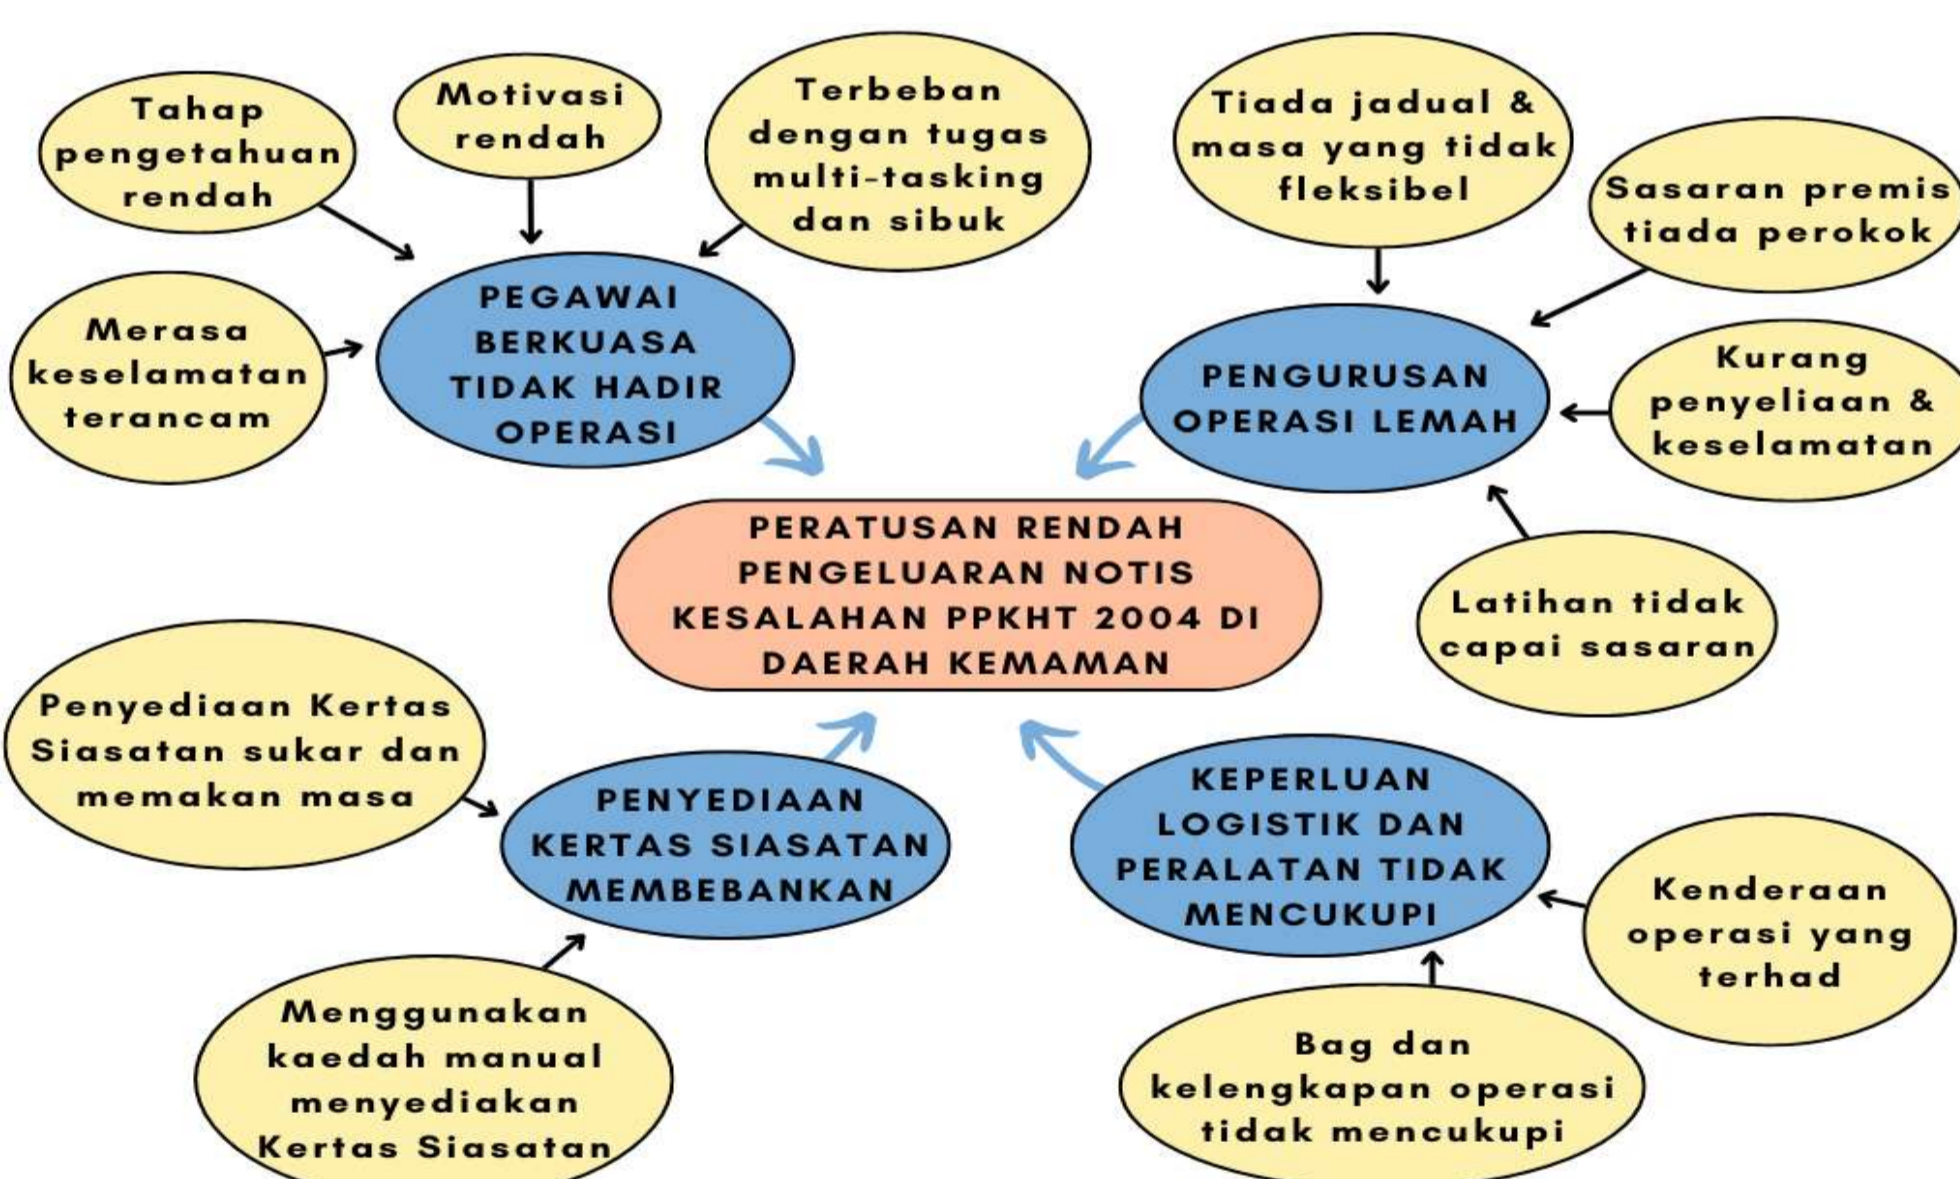 Tahap
pengetahuan
rendah
Motivasi
rendah
Terbeban
dengan tugas
multi-tasking
dan sibuk
Merasa
keselamatan
terancam
PEGAWAI
BERKUASA
TIDAK HADIR
OPERASI
Tiada jadual &
masa yang tidak
fleksibel
Sasaran premis
tiada perokok
Kurang
penyeliaan &
keselamatan
PENGURUSAN
OPERASI LEMAH
Latihan tidak
capai sasaran
PERATUSAN RENDAH
PENGELUARAN NOTIS
KESALAHAN PPKHT 2004 DI
DAERAH KEMAMAN
Penyediaan Kertas
Siasatan sukar dan
memakan masa
PENYEDIAAN
KERTAS SIASATAN
MEMBEBANKAN
Menggunakan
kaedah manual
menyediakan
Kertas Siasatan
KEPERLUAN
LOGISTIK DAN
PERALATAN TIDAK
MENCUKUPI
Kenderaan
operasi yang
terhad
Bag dan
kelengkapan operasi
tidak mencukupi